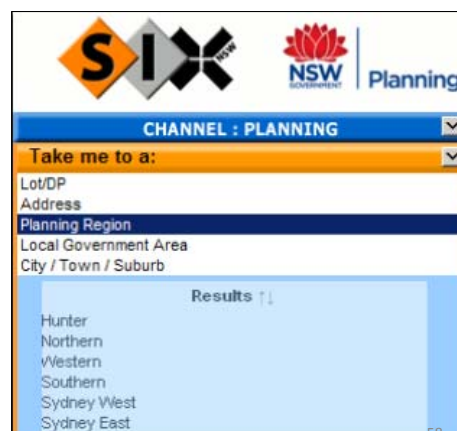 SIX NSW
NSW
GOVERNMENT
Planning
CHANNEL : PLANNING
Take me to a:
Lot/DP
Address
Planning Region
Local Government Area
City / Town / Suburb
Results ↑↓
Hunter
Northern
Western
Southern
Sydney West
Sydney East